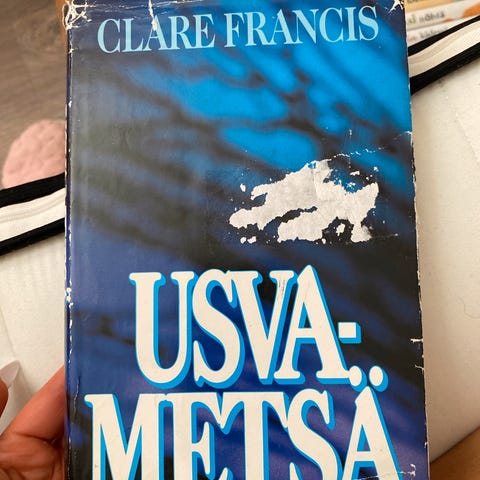 CLARE FRANCIS
USVA-
METSÄ